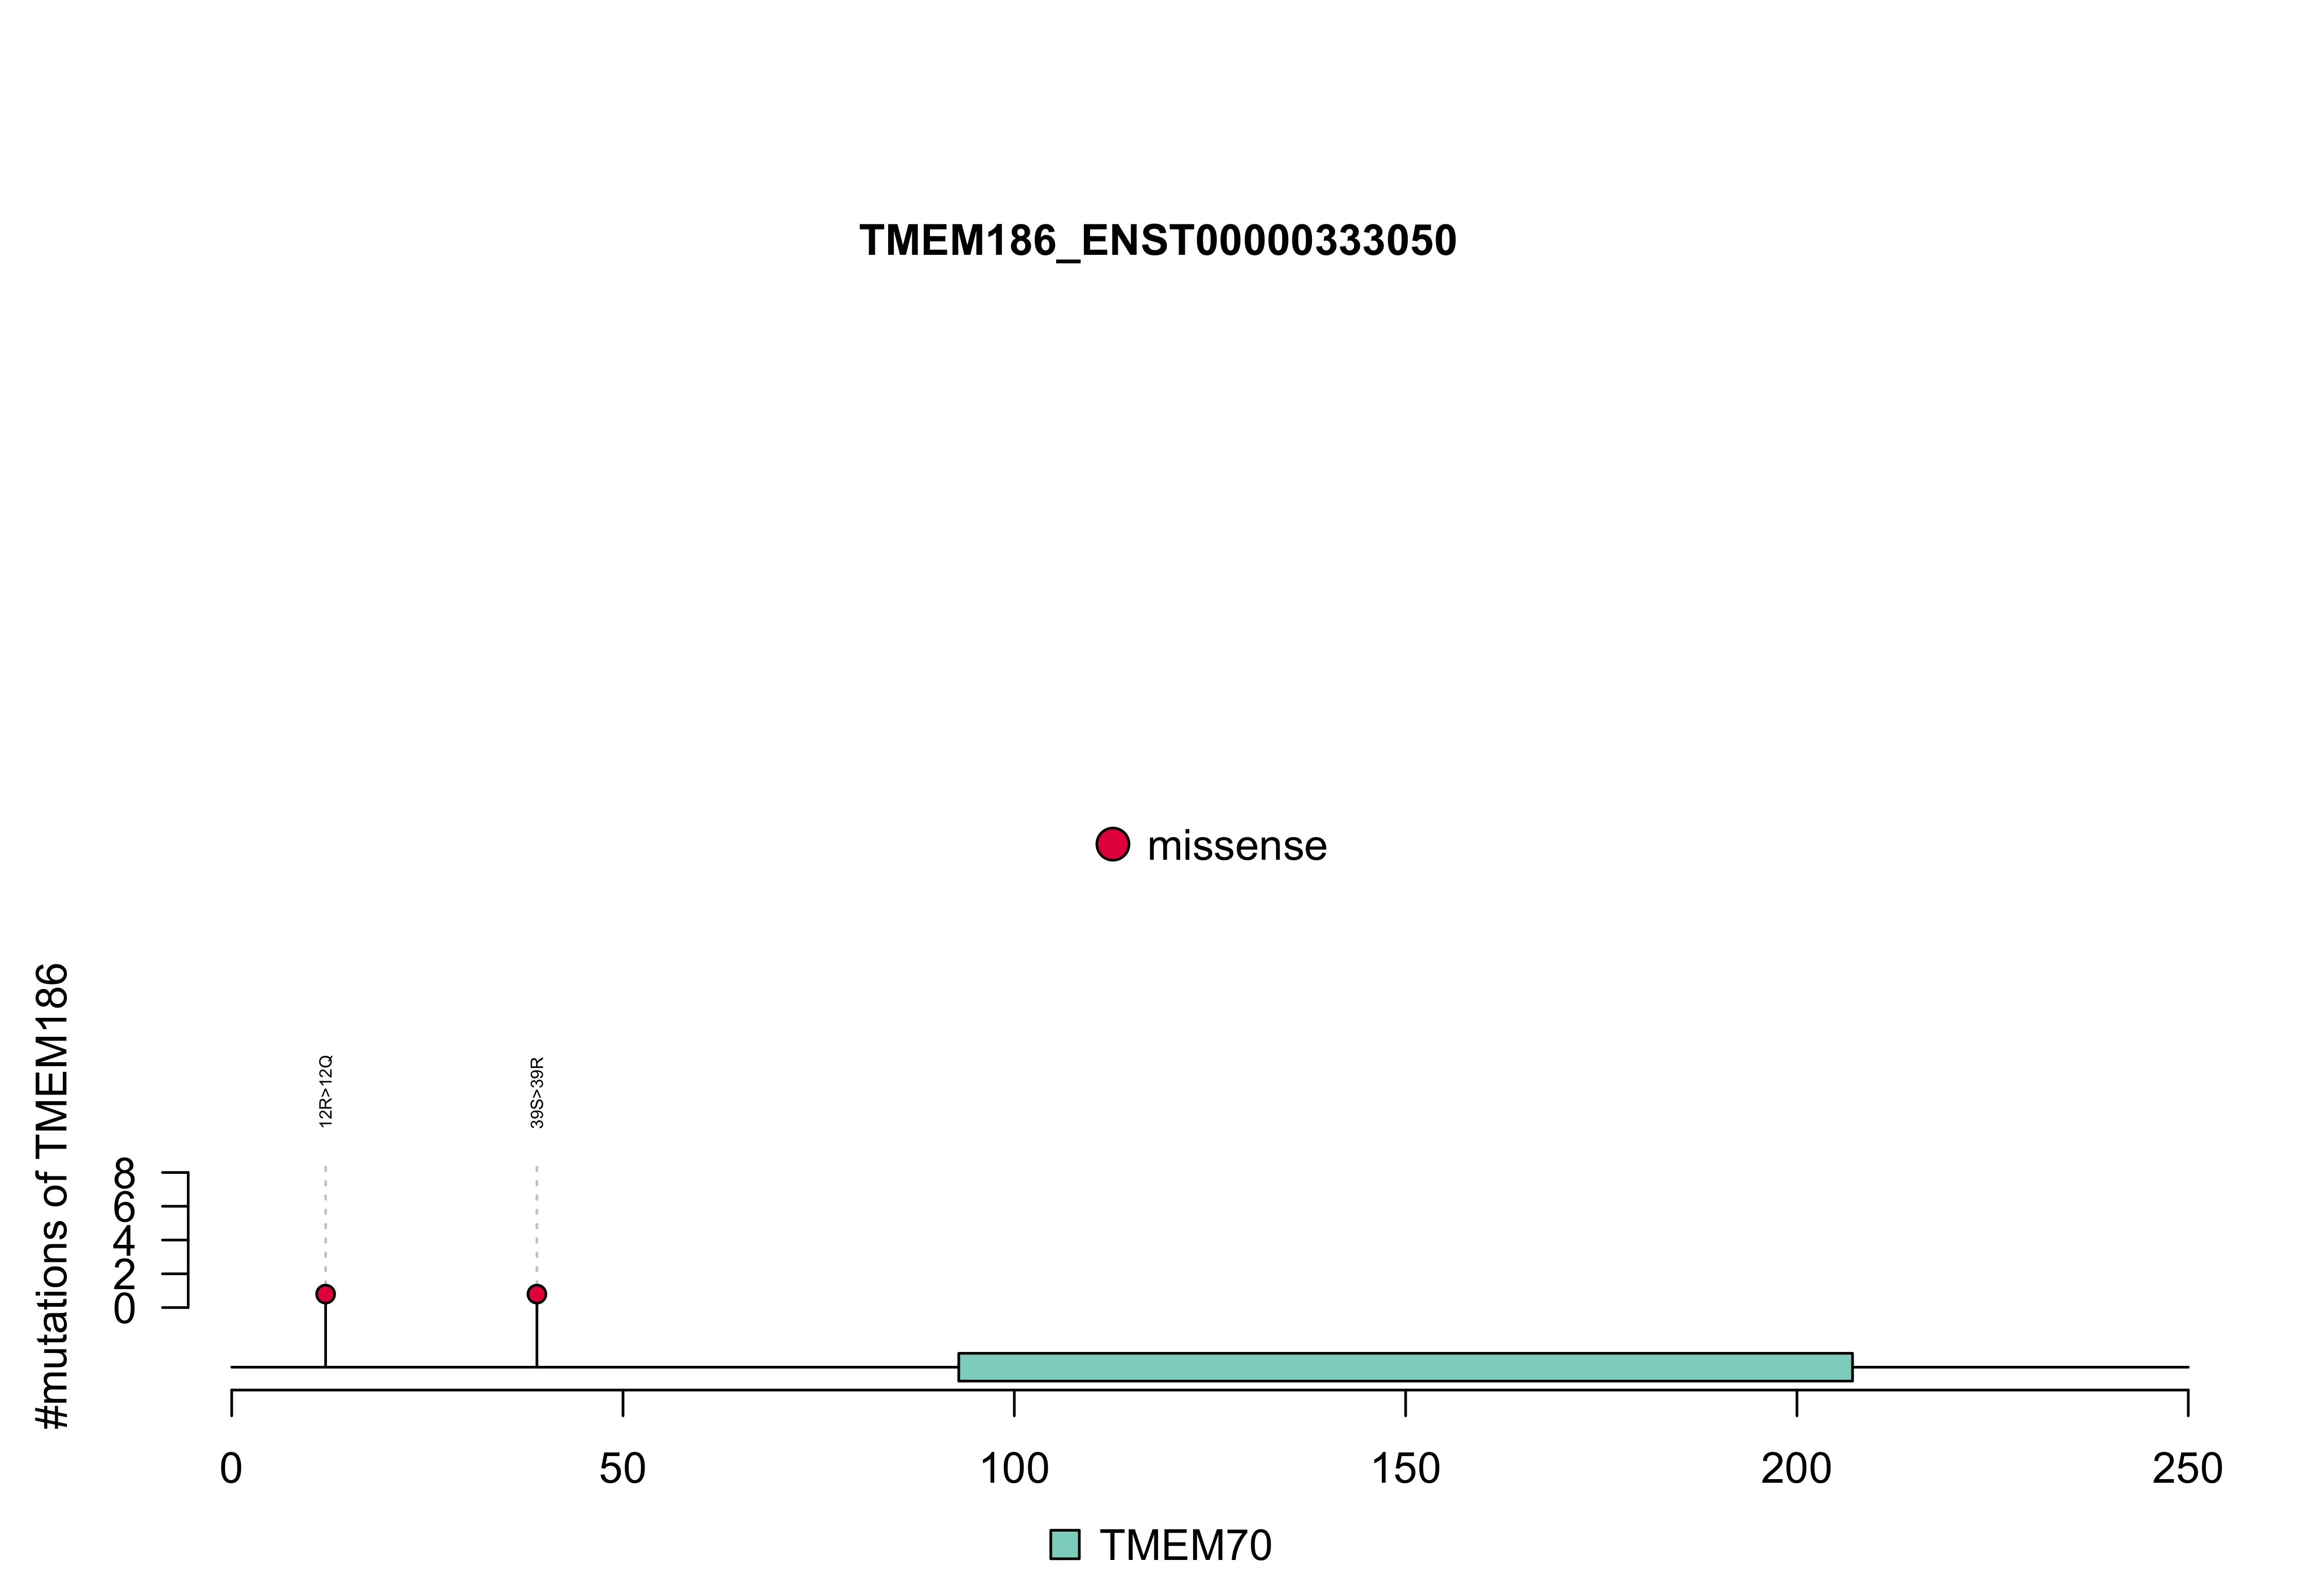 TMEM186_ENST00000333050
missense
#mutations of TMEM186
12R>12Q
39S>39R
8
6
4
2
0
0 50 100 150 200 250
TMEM70